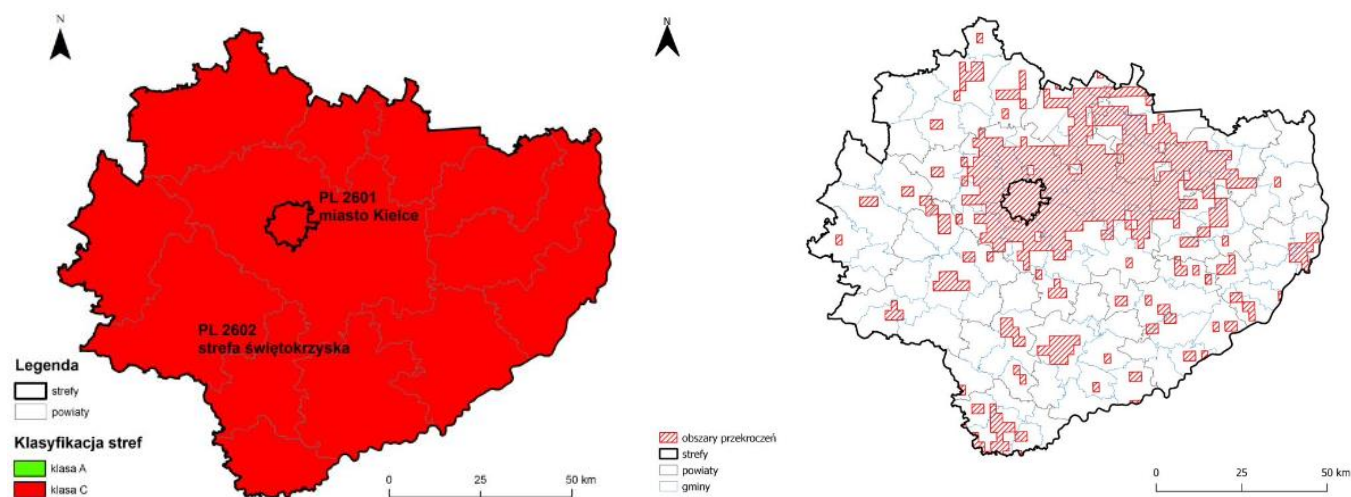 N
PL 2601
miasto Kielce
PL 2602
strefa świętokrzyska
Legenda
strefy
powiaty
Klasyfikacja stref
klasa A
klasa C
0 25 50 km
N
obszary przekroczeń
strefy
powiaty
gminy
0 25 50 km